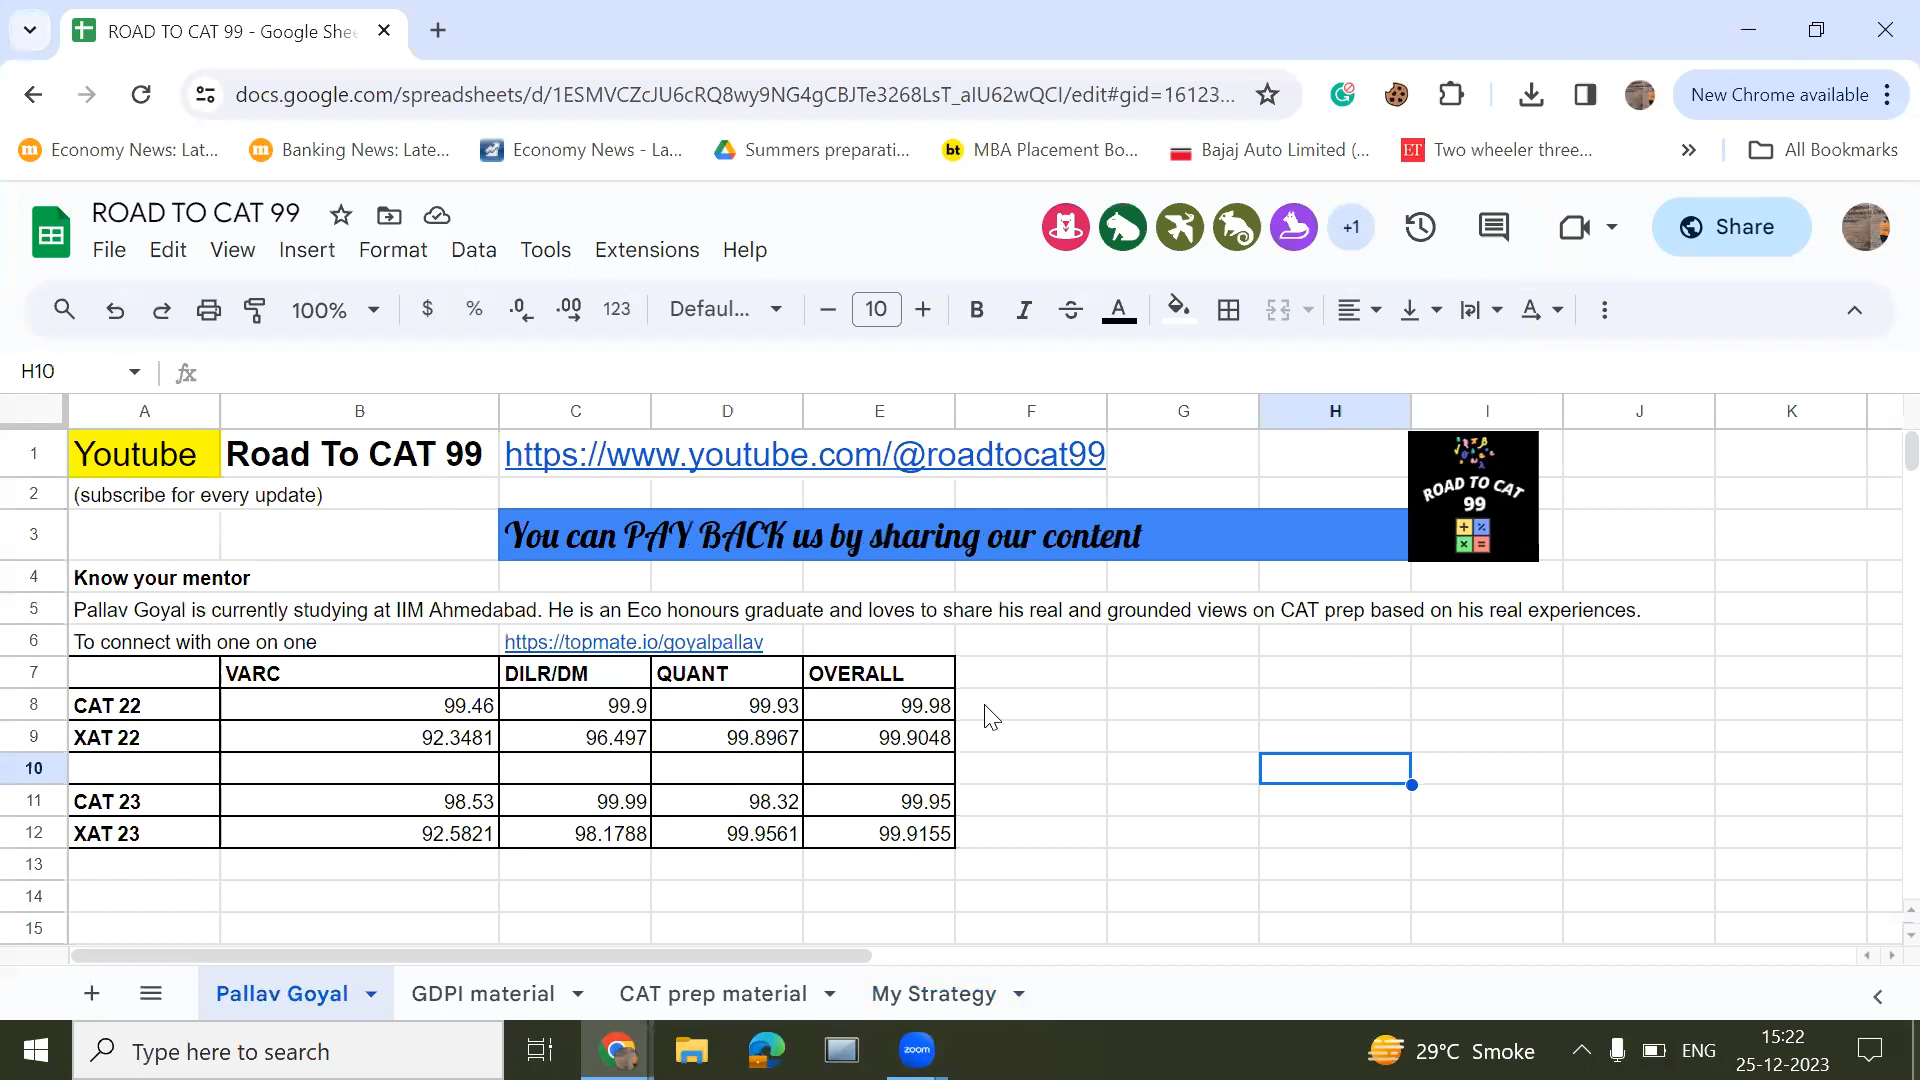 ROAD TO CAT 99 - Google Shee
docs.google.com/spreadsheets/d/1ESMVCZcJU6cRQ8wy9NG4gCBJTe3268LsT_aIU62wQCI/edit#gid=16123...
New Chrome available
Economy News: Lat...
Banking News: Late...
Economy News - La...
Summers preparati...
bt MBA Placement Bo...
Bajaj Auto Limited (...
ET Two wheeler three...
All Bookmarks
ROAD TO CAT 99
+1
Share
File Edit View Insert Format Data Tools Extensions Help
100% $ % .0 .00 123 Defaul... 10 B I S A
H10 fx
A B C D E F G H I J K
1 Youtube Road To CAT 99 https://www.youtube.com/@roadtocat99
ROAD TO CAT
99
2 (subscribe for every update)
3 You can PAY BACK us by sharing our content
4 Know your mentor
5 Pallav Goyal is currently studying at IIM Ahmedabad. He is an Eco honours graduate and loves to share his real and grounded views on CAT prep based on his real experiences.
6 To connect with one on one https://topmate.io/goyalpallav
7 VARC DILR/DM QUANT OVERALL
8 CAT 22 99.46 99.9 99.93 99.98
9 XAT 22 92.3481 96.497 99.8967 99.9048
10
11 CAT 23 98.53 99.99 98.32 99.95
12 XAT 23 92.5821 98.1788 99.9561 99.9155
13
14
15
Pallav Goyal GDPI material CAT prep material My Strategy
Type here to search
zoom
29°C Smoke
ENG
15:22
25-12-2023